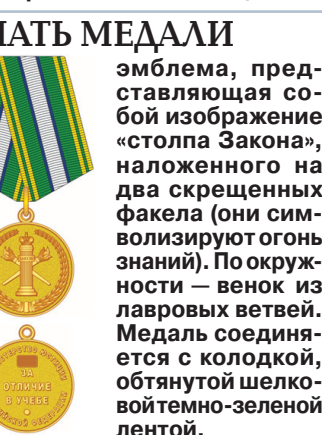 АТЬ МЕДАЛИ
эмблема, пред-
ставляющая со-
бой изображение
«столпа Закона»,
наложенного на
два скрещенных
факела (они сим-
волизируют огонь
знаний). По окруж-
ности — венок из
лавровых ветвей.
Медаль соединя-
ется с колодкой,
обтянутой шелко-
вой темно-зеленой
лентой.
ЗА
ОТЛИЧИЕ
В УЧЕБЕ